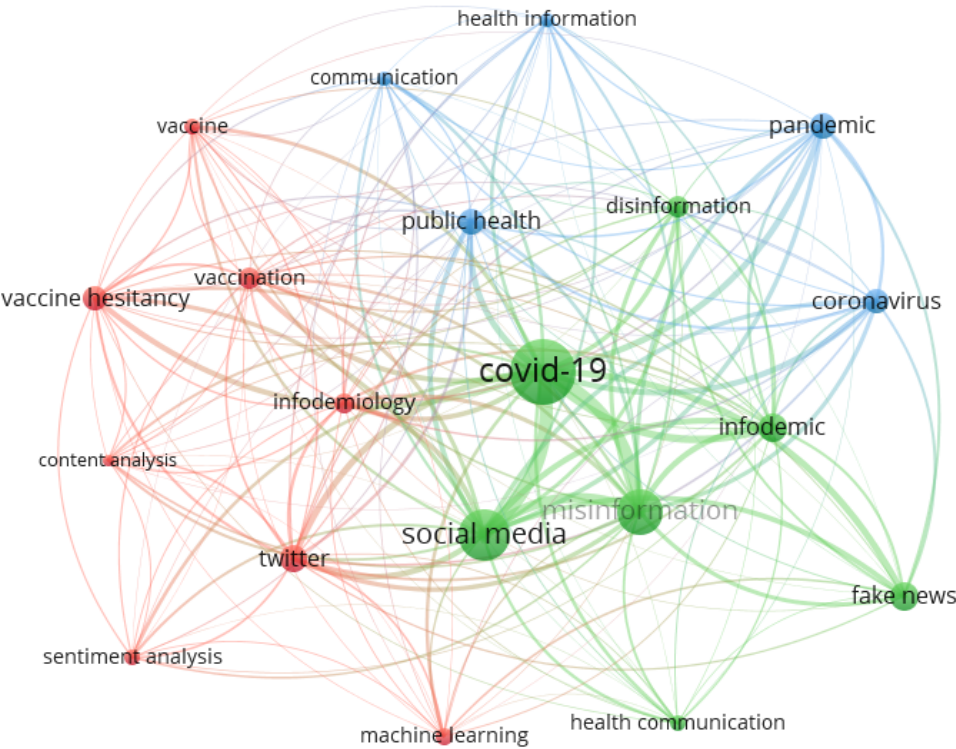 health information
communication
vaccine
pandemic
disinformation
public health
vaccination
vaccine hesitancy
coronavirus
covid-19
infodemiology
infodemic
content analysis
misinformation
social media
twitter
fake news
sentiment analysis
health communication
machine learning